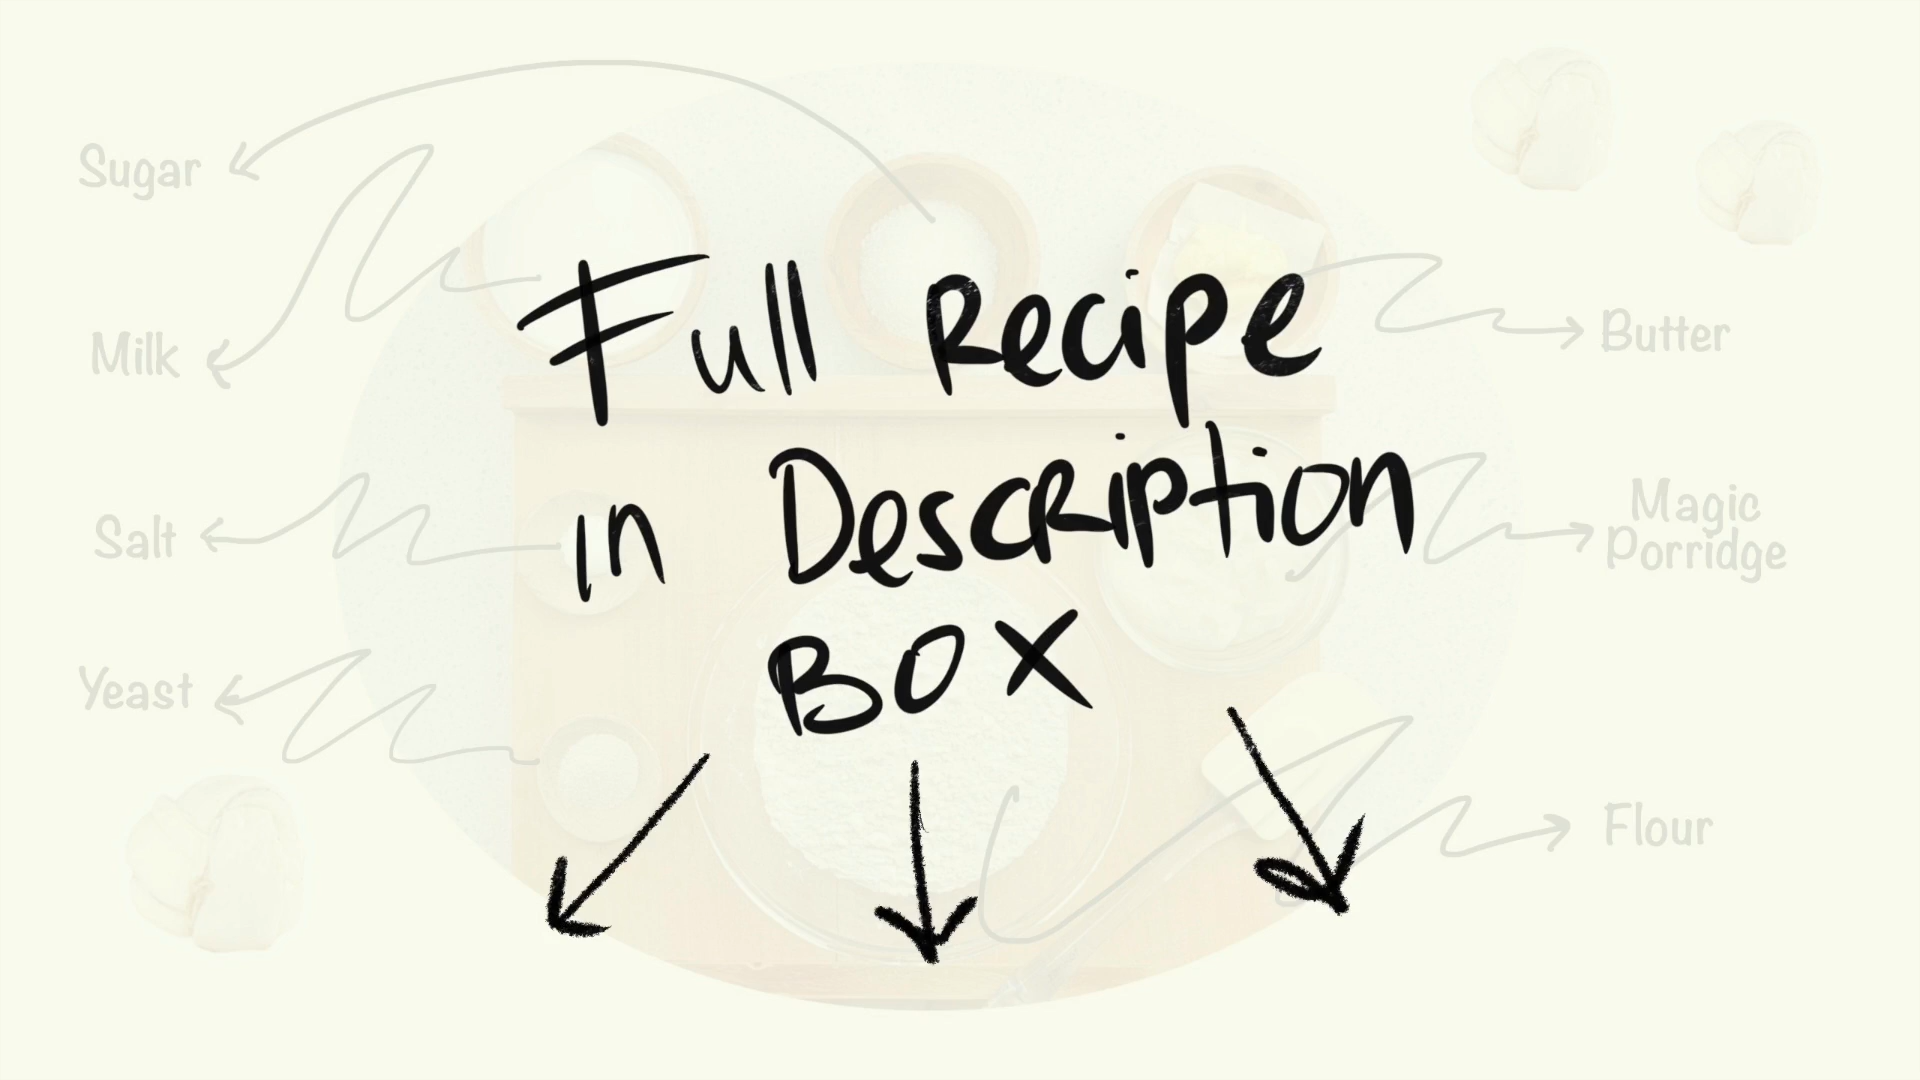 Full Recipe
in Description
BOX
Sugar
Milk
Salt
Yeast
Butter
Magic
Porridge
Flour